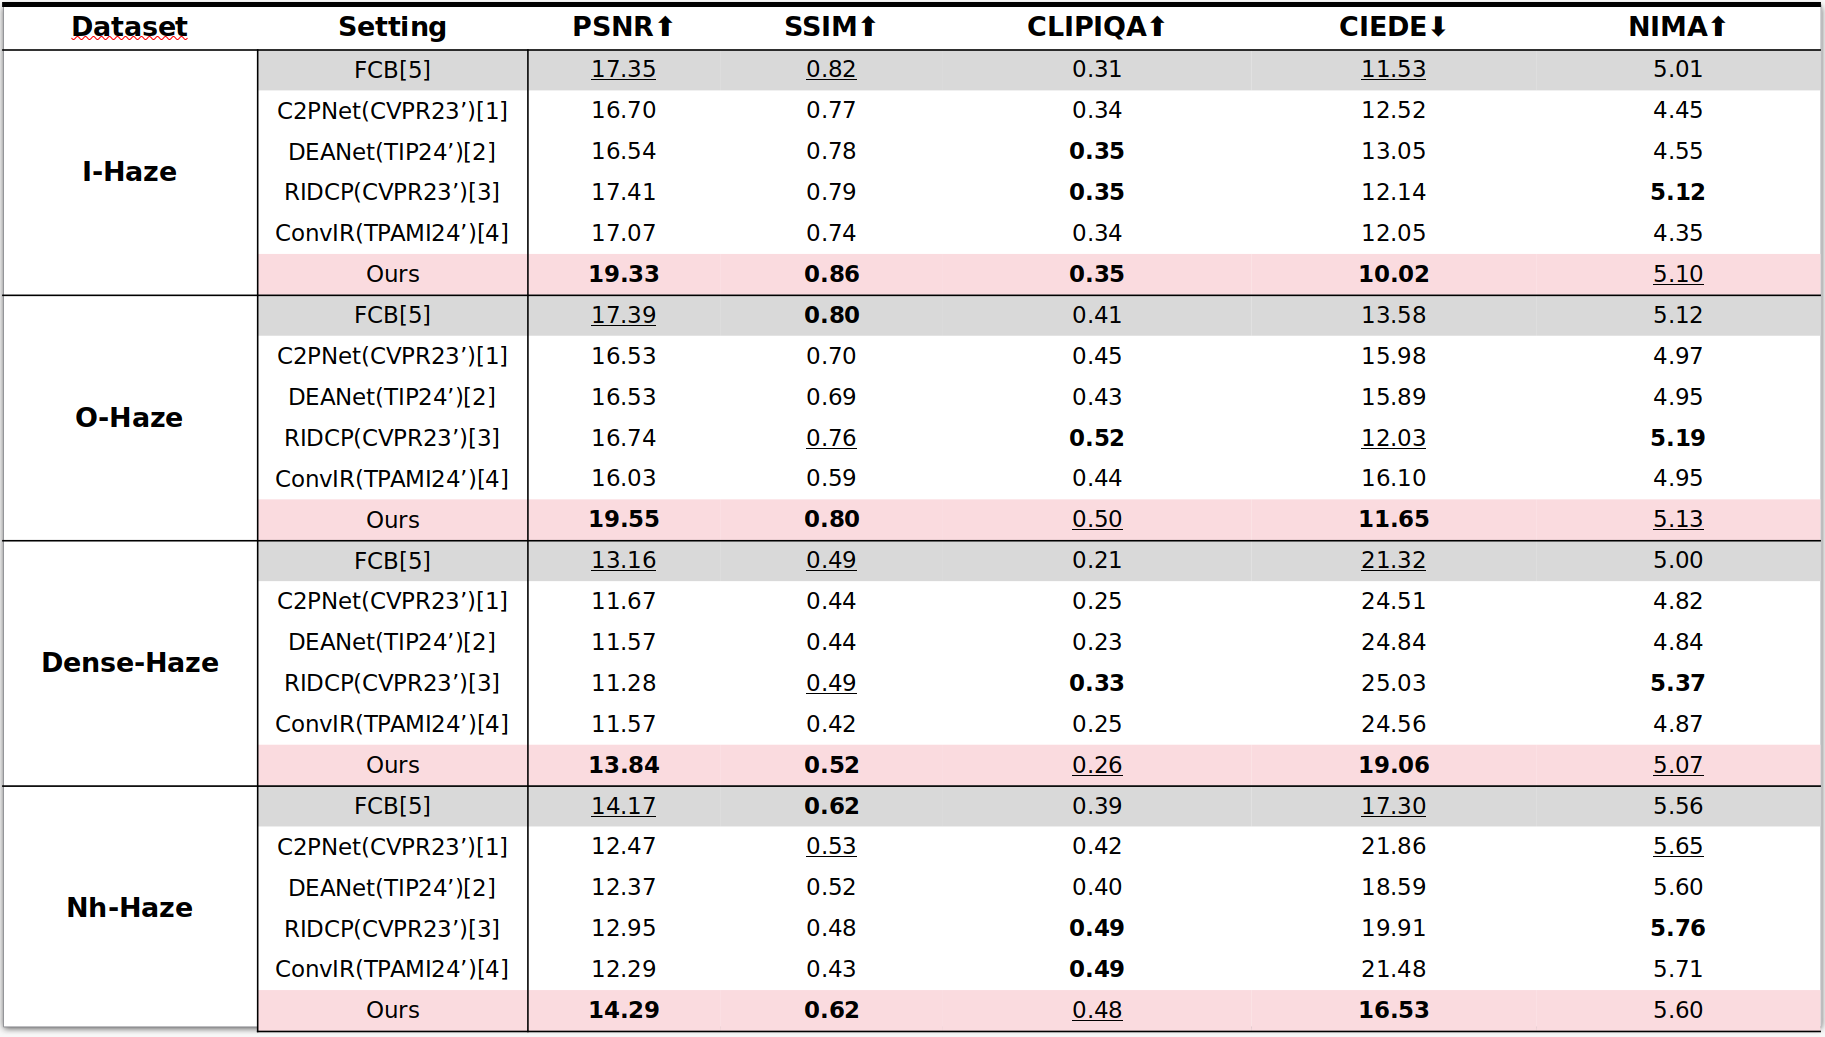 Dataset Setting PSNR⬆ SSIM⬆ CLIPIQA⬆ CIEDE⬇ NIMA⬆
I-Haze
FCB[5] 17.35 0.82 0.31 11.53 5.01
C2PNet(CVPR23’)[1] 16.70 0.77 0.34 12.52 4.45
DEANet(TIP24’)[2] 16.54 0.78 0.35 13.05 4.55
RIDCP(CVPR23’)[3] 17.41 0.79 0.35 12.14 5.12
ConvIR(TPAMI24’)[4] 17.07 0.74 0.34 12.05 4.35
Ours 19.33 0.86 0.35 10.02 5.10
O-Haze
FCB[5] 17.39 0.80 0.41 13.58 5.12
C2PNet(CVPR23’)[1] 16.53 0.70 0.45 15.98 4.97
DEANet(TIP24’)[2] 16.53 0.69 0.43 15.89 4.95
RIDCP(CVPR23’)[3] 16.74 0.76 0.52 12.03 5.19
ConvIR(TPAMI24’)[4] 16.03 0.59 0.44 16.10 4.95
Ours 19.55 0.80 0.50 11.65 5.13
Dense-Haze
FCB[5] 13.16 0.49 0.21 21.32 5.00
C2PNet(CVPR23’)[1] 11.67 0.44 0.25 24.51 4.82
DEANet(TIP24’)[2] 11.57 0.44 0.23 24.84 4.84
RIDCP(CVPR23’)[3] 11.28 0.49 0.33 25.03 5.37
ConvIR(TPAMI24’)[4] 11.57 0.42 0.25 24.56 4.87
Ours 13.84 0.52 0.26 19.06 5.07
Nh-Haze
FCB[5] 14.17 0.62 0.39 17.30 5.56
C2PNet(CVPR23’)[1] 12.47 0.53 0.42 21.86 5.65
DEANet(TIP24’)[2] 12.37 0.52 0.40 18.59 5.60
RIDCP(CVPR23’)[3] 12.95 0.48 0.49 19.91 5.76
ConvIR(TPAMI24’)[4] 12.29 0.43 0.49 21.48 5.71
Ours 14.29 0.62 0.48 16.53 5.60